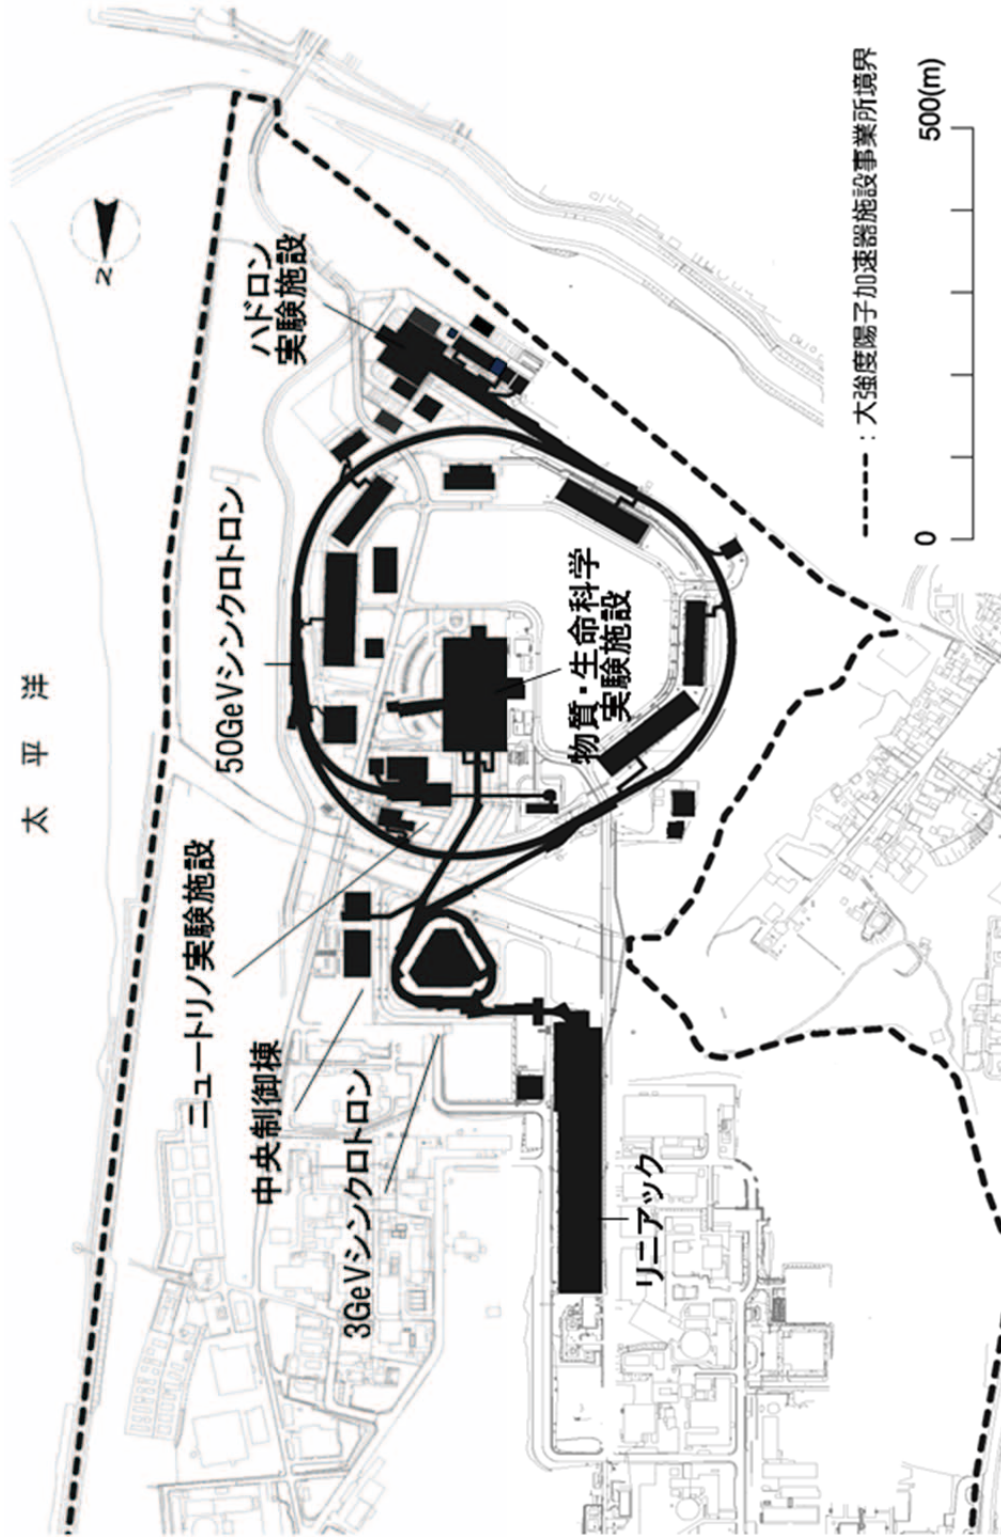 太平洋
N
ハドロン
実験施設
50GeVシンクロトロン
物質・生命科学
実験施設
ニュートリノ実験施設
中央制御棟
3GeVシンクロトロン
リニアック
:大強度陽子加速器施設事業所境界
0
500(m)